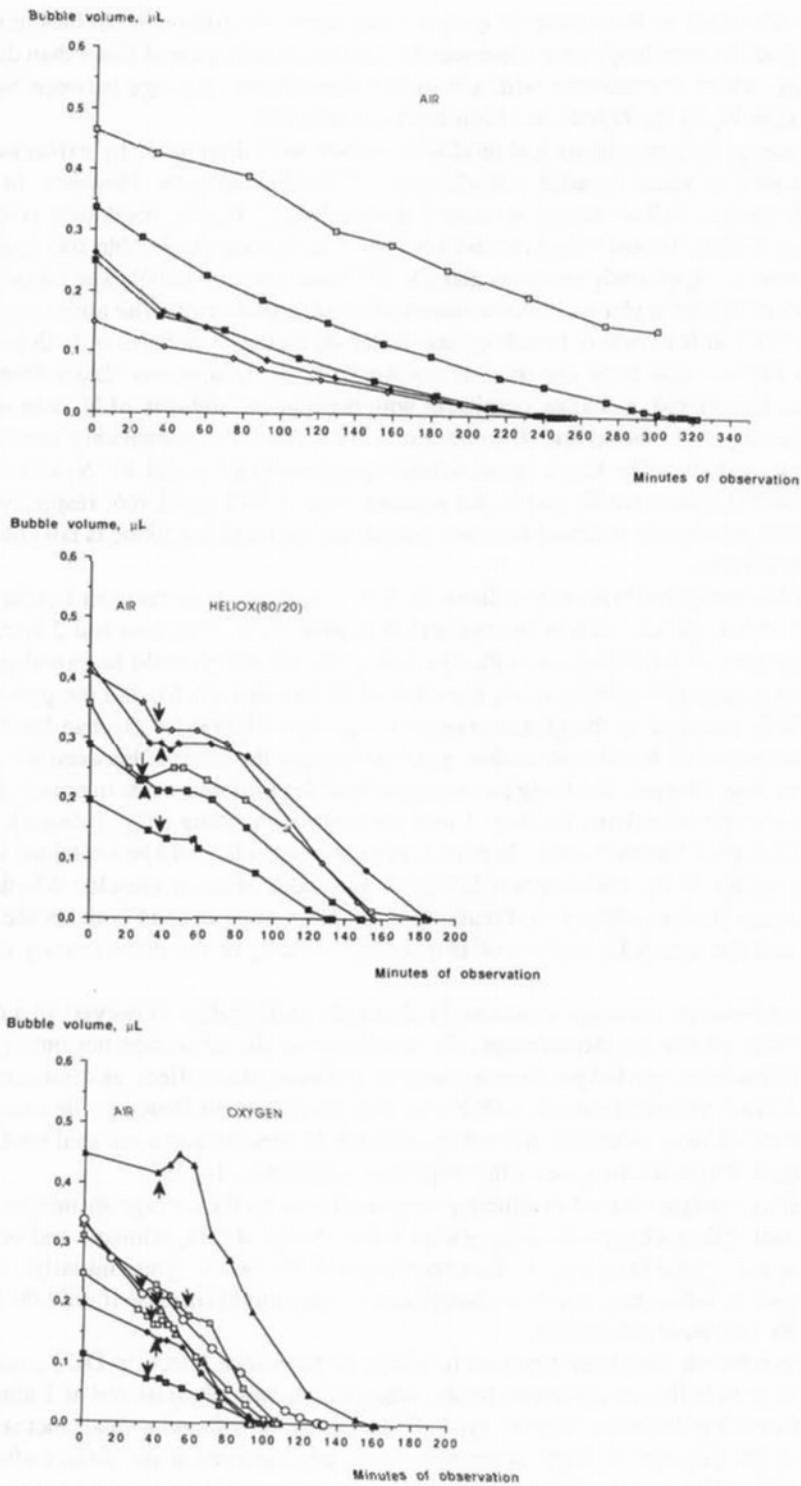 Bubble volume, µL
0.6
AIR
0.5
0.4
0.3
0.2
0.1
0.0
0 20 40 60 80 100 120 140 160 180 200 220 240 260 280 300 320 340
Minutes of observation
Bubble volume, µL
0,6
AIR HELIOX(80/20)
0,5
0,4
0,3
0,2
0,1
0,0
0 20 40 60 80 100 120 140 160 180 200
Minutes of observation
Bubble volume, µL
0,6
AIR OXYGEN
0,5
0,4
0,3
0,2
0,1
0,0
0 20 40 60 80 100 120 140 160 180 200
Minutes of observation